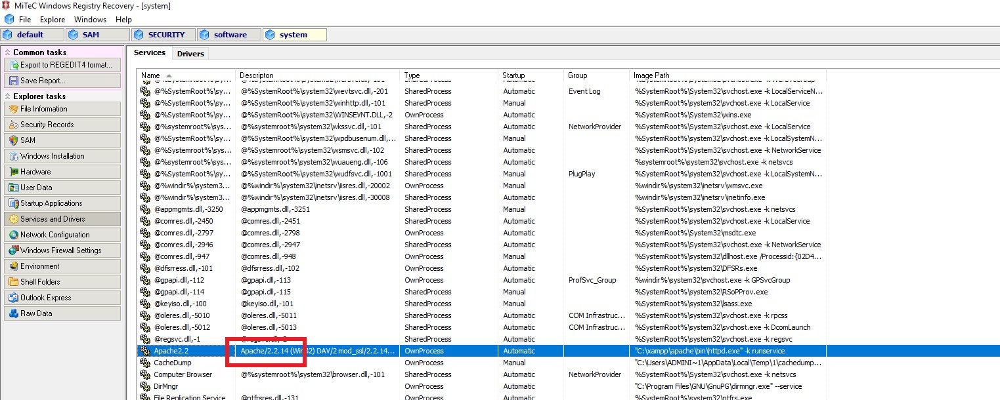 MiTeC Windows Registry Recovery - [system]
File Explore Windows Help
default SAM SECURITY software system
Common tasks
Export to REGEDIT4 format...
Save Report...
Explorer tasks
File Information
Security Records
SAM
Windows Installation
Hardware
User Data
Startup Applications
Services and Drivers
Network Configuration
Windows Firewall Settings
Environment
Shell Folders
Outlook Express
Raw Data
Services Drivers
Name Descripton Type Startup Group Image Path
@%SystemRoot%\sy... @%SystemRoot%\system32\wevtsvc.dll,-201 SharedProcess Automatic Event Log %SystemRoot%\System32\svchost.exe -k LocalServiceN...
@%SystemRoot%\sy... @%SystemRoot%\system32\winhttp.dll,-101 SharedProcess Manual %SystemRoot%\system32\svchost.exe -k LocalService
@%SystemRoot%\sy... @%SystemRoot%\system32\WINSEVNT.DLL,-2 OwnProcess Automatic %SystemRoot%\System32\wins.exe
@%systemroot%\sy... @%systemroot%\system32\wkssvc.dll,-101 SharedProcess Automatic NetworkProvider %SystemRoot%\System32\svchost.exe -k LocalService
@%SystemRoot%\sy... @%SystemRoot%\system32\wpdbusenum.dll,... SharedProcess Manual %SystemRoot%\system32\svchost.exe -k LocalSystemN...
@%SystemRoot%\sys... @%SystemRoot%\system32\wsmsvc.dll,-102 SharedProcess Automatic %SystemRoot%\System32\svchost.exe -k NetworkService
@%systemroot%\sys... @%systemroot%\system32\wuaueng.dll,-106 SharedProcess Automatic %systemroot%\system32\svchost.exe -k netsvcs
@%SystemRoot%\sy... @%SystemRoot%\system32\wudfsvc.dll,-1001 SharedProcess Manual PlugPlay %SystemRoot%\system32\svchost.exe -k LocalSystemN...
@%windir%\system3... @%windir%\system32\inetsrv\iisres.dll,-20002 OwnProcess Manual %windir%\system32\inetsrv\wmsvc.exe
@%windir%\system3... @%windir%\system32\inetsrv\iisres.dll,-30008 SharedProcess Automatic %windir%\system32\inetsrv\inetinfo.exe
@appmgmts.dll,-3250 @appmgmts.dll,-3251 SharedProcess Manual %SystemRoot%\system32\svchost.exe -k netsvcs
@comres.dll,-2450 @comres.dll,-2451 SharedProcess Automatic %SystemRoot%\system32\svchost.exe -k LocalService
@comres.dll,-2797 @comres.dll,-2798 OwnProcess Automatic %SystemRoot%\System32\msdtc.exe
@comres.dll,-2946 @comres.dll,-2947 SharedProcess Automatic %SystemRoot%\System32\svchost.exe -k NetworkService
@comres.dll,-947 @comres.dll,-948 OwnProcess Manual %SystemRoot%\system32\dllhost.exe /Processid:{02D4...
@dfsrress.dll,-101 @dfsrress.dll,-102 OwnProcess Automatic %SystemRoot%\system32\DFSRs.exe
@gpapi.dll,-112 @gpapi.dll,-113 OwnProcess Automatic ProfSvc_Group %windir%\system32\svchost.exe -k GPSvcGroup
@gpapi.dll,-114 @gpapi.dll,-115 SharedProcess Manual %SystemRoot%\system32\RSoPProv.exe
@keyiso.dll,-100 @keyiso.dll,-101 SharedProcess Manual %SystemRoot%\system32\lsass.exe
@oleres.dll,-5010 @oleres.dll,-5011 SharedProcess Automatic COM Infrastruc... %SystemRoot%\system32\svchost.exe -k rpcss
@oleres.dll,-5012 @oleres.dll,-5013 SharedProcess Automatic COM Infrastruc... %SystemRoot%\system32\svchost.exe -k DcomLaunch
@regsvc.dll,-1 SharedProcess Automatic %SystemRoot%\system32\svchost.exe -k regsvc
Apache2.2 Apache/2.2.14 (Win32) DAV/2 mod_ssl/2.2.14... OwnProcess Automatic "C:\xampp\apache\bin\httpd.exe" -k runservice
CacheDump OwnProcess Manual "C:\Users\ADMINI~1\AppData\Local\Temp\1\cachedump...
Computer Browser @%systemroot%\system32\browser.dll,-101 SharedProcess Automatic NetworkProvider %SystemRoot%\System32\svchost.exe -k netsvcs
DirMngr OwnProcess Automatic "C:\Program Files\GNU\GnuPG\dirmngr.exe" --service
File Replication Service @ntfrsres.dll,-131 OwnProcess Automatic %SystemRoot%\system32\ntfrs.exe